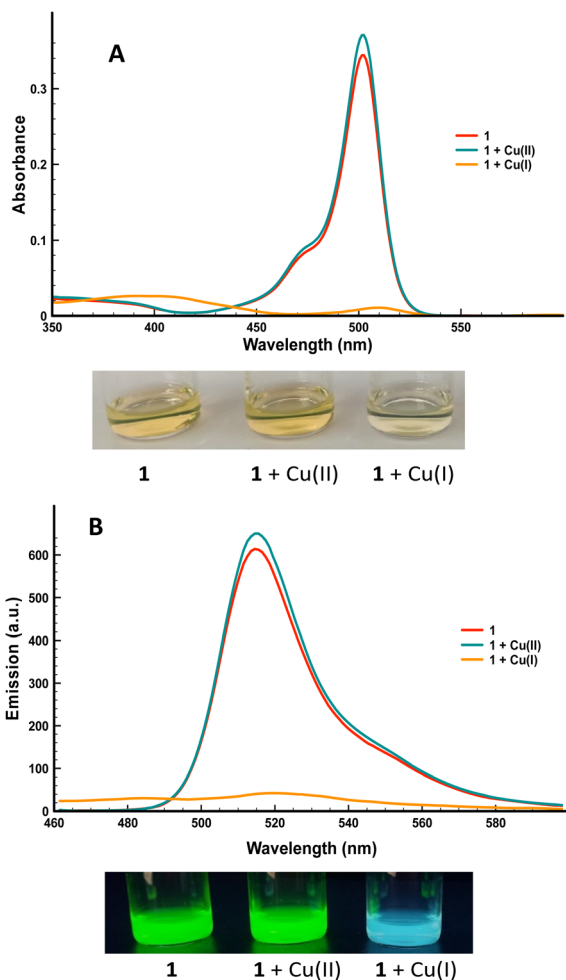 A
Absorbance
0.3
0.2
0.1
0
1
1 + Cu(II)
1 + Cu(I)
350 400 450 500 550
Wavelength (nm)
1 1 + Cu(II) 1 + Cu(I)
B
Emission (a.u.)
600
500
400
300
200
100
0
1
1 + Cu(II)
1 + Cu(I)
460 480 500 520 540 560 580
Wavelength (nm)
1 1 + Cu(II) 1 + Cu(I)